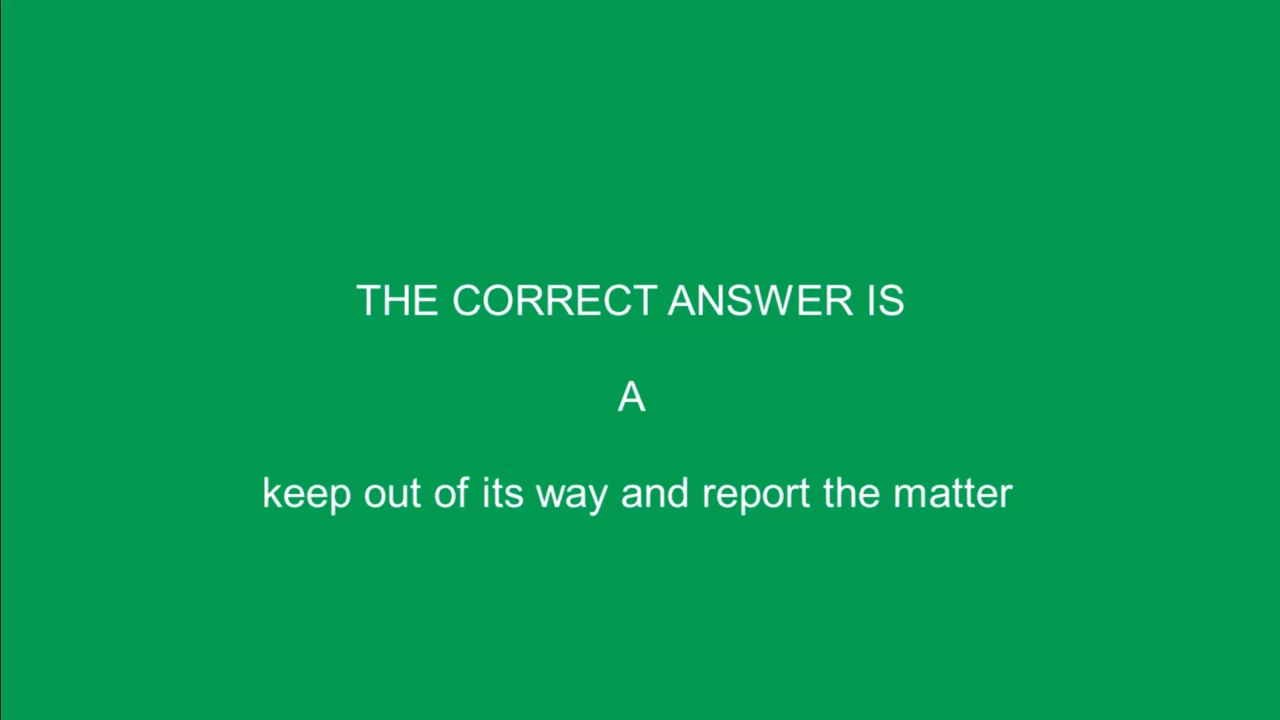 THE CORRECT ANSWER IS
A
keep out of its way and report the matter